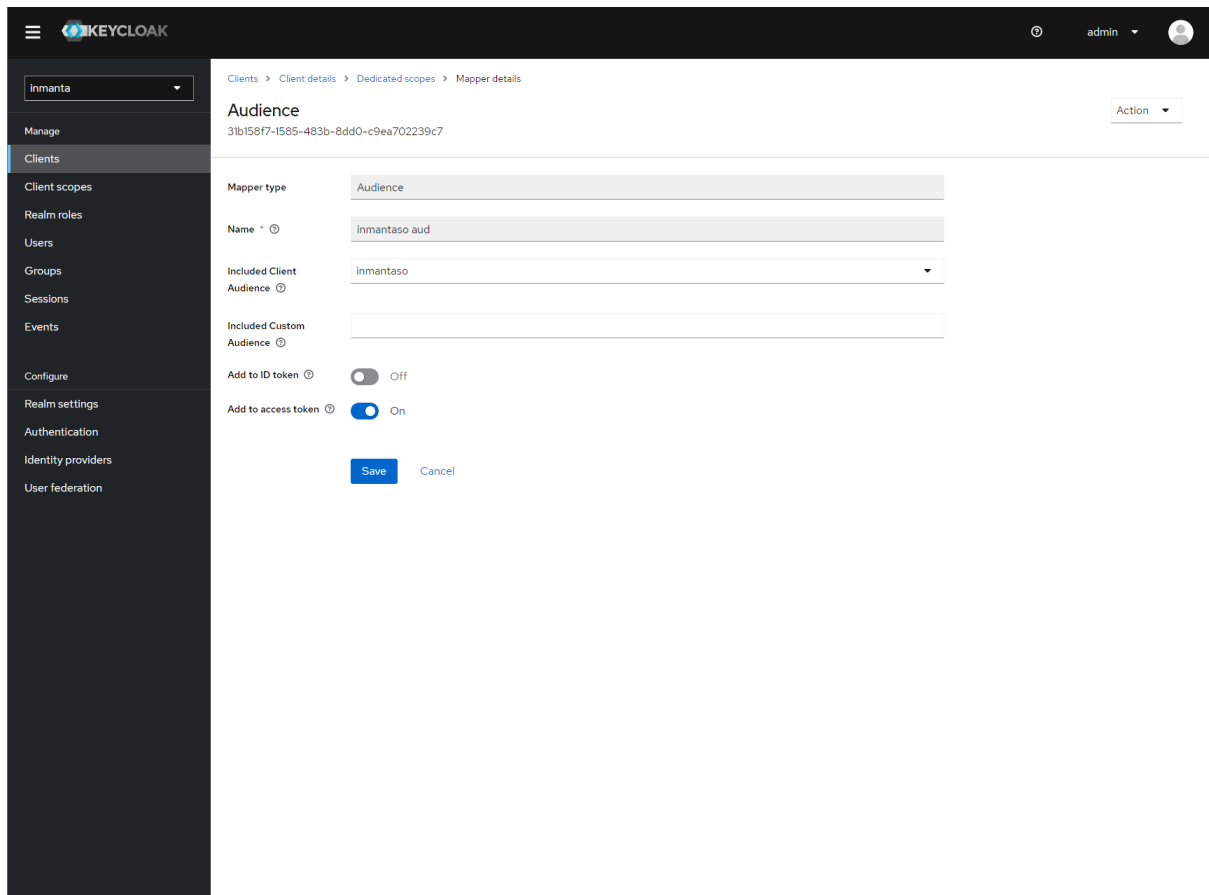 KEYCLOAK
admin
inmanta
Manage
Clients
Client scopes
Realm roles
Users
Groups
Sessions
Events
Configure
Realm settings
Authentication
Identity providers
User federation
Clients > Client details > Dedicated scopes > Mapper details
Audience
Action
31b158f7-1585-483b-8dd0-c9ea702239c7
Mapper type
Audience
Name *
inmantaso aud
Included Client
Audience
inmantaso
Included Custom
Audience
Add to ID token
Off
Add to access token
On
Save
Cancel